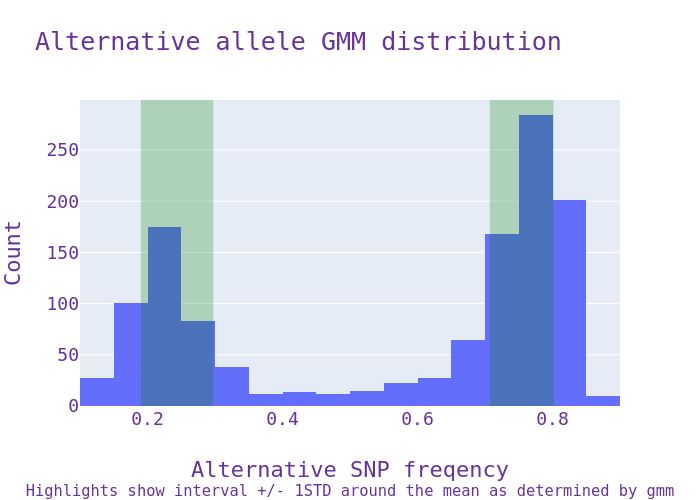 Alternative allele GMM distribution
Count
250
200
150
100
50
0
0.2 0.4 0.6 0.8
Alternative SNP freqency
Highlights show interval +/- 1STD around the mean as determined by gmm